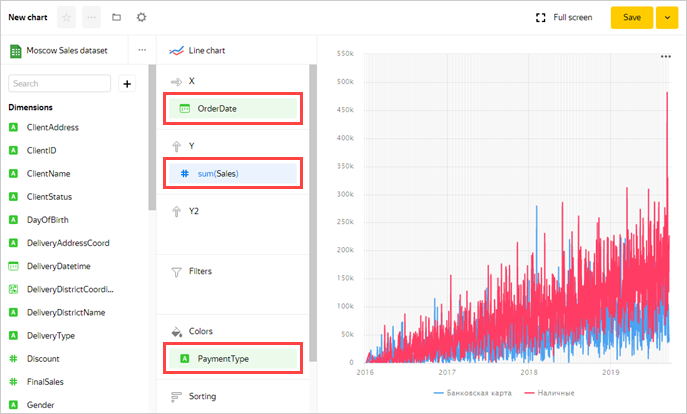 New chart
Full screen
Save
Moscow Sales dataset
Line chart
Search
Dimensions
A ClientAddress
A ClientID
A ClientName
A ClientStatus
A DayOfBirth
A DeliveryAddressCoord
DeliveryDatetime
DeliveryDistrictCoordi...
A DeliveryDistrictName
A DeliveryType
# Discount
# FinalSales
A Gender
X
OrderDate
Y
# sum(Sales)
Y2
Filters
Colors
A PaymentType
Sorting
550k
500k
450k
400k
350k
300k
250k
200k
150k
100k
50k
0
2016 2017 2018 2019
Банковская карта Наличные